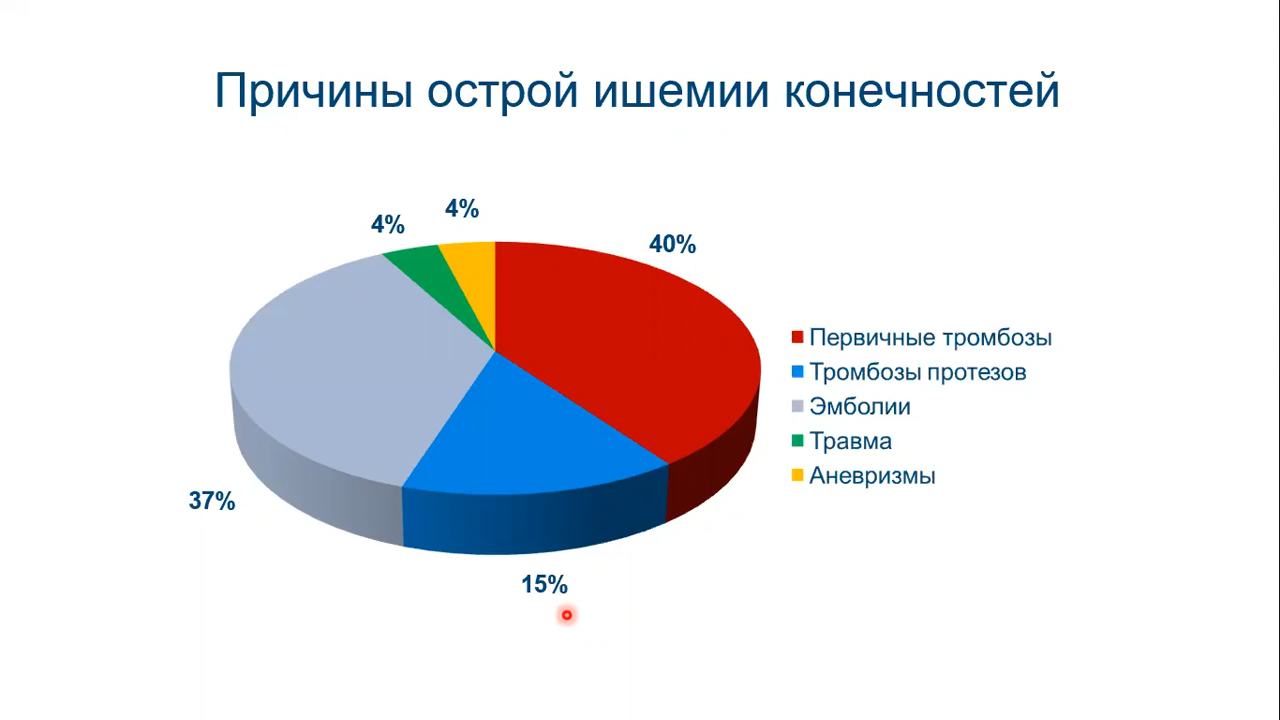 Причины острой ишемии конечностей
4%
4%
40%
Первичные тромбозы
Тромбозы протезов
Эмболии
Травма
Аневризмы
37%
15%